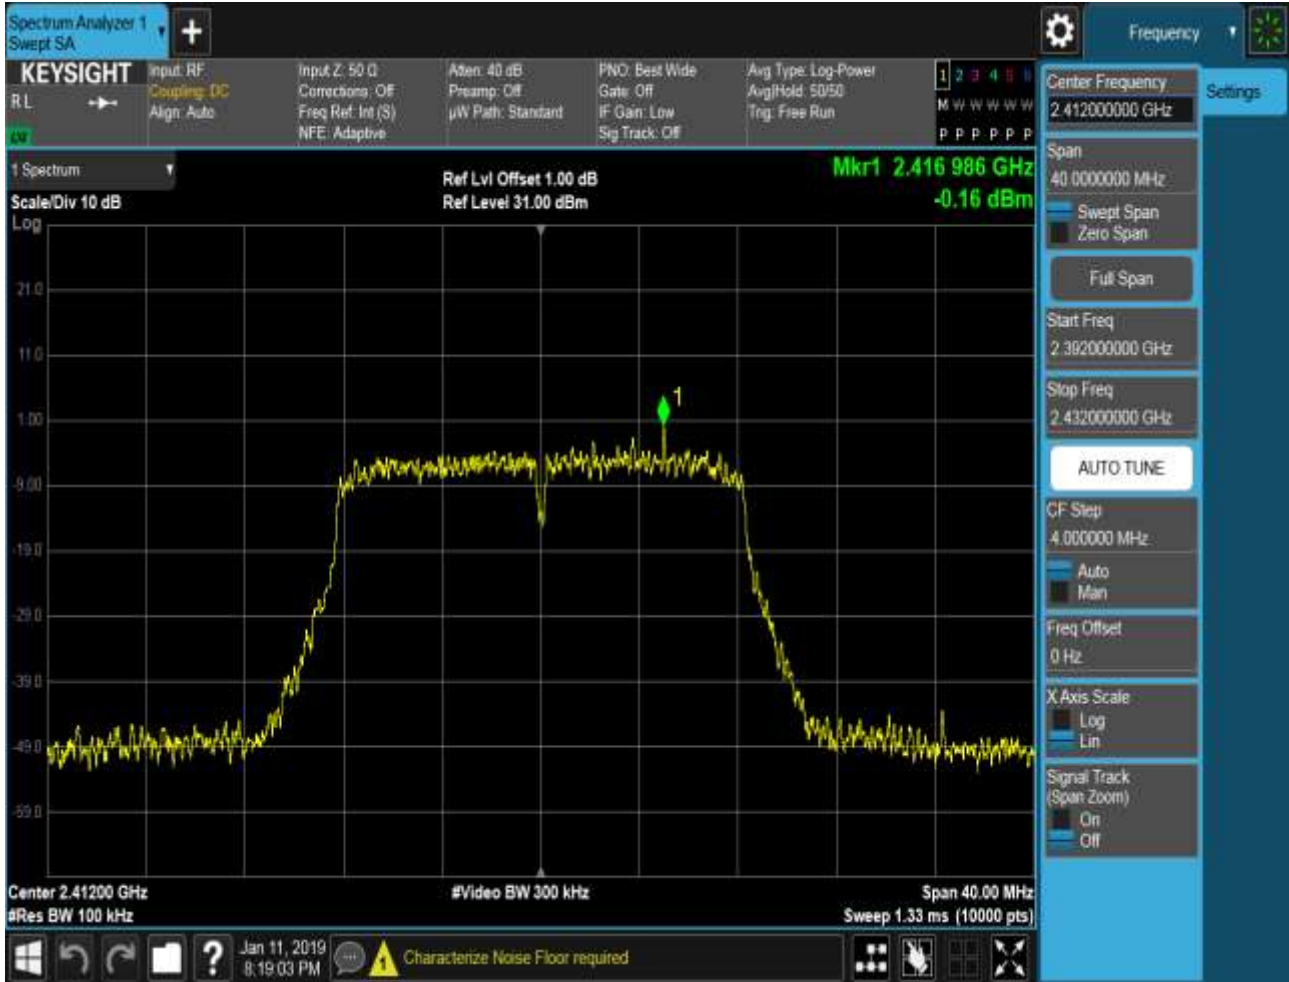 Spectrum Analyzer 1
Swept SA
Frequency
KEYSIGHT
R L
Input: RF
Coupling: DC
Align: Auto
Input Z: 50 Ω
Corrections: Off
Freq Ref: Int (S)
NFE: Adaptive
Atten: 40 dB
Preamp: Off
µW Path: Standard
PNO: Best Wide
Gate: Off
IF Gain: Low
Sig Track: Off
Avg Type: Log-Power
Avg|Hold: 50/50
Trig: Free Run
1 2 3 4 5 6
M W W W W W
P P P P P P
1 Spectrum
Scale/Div 10 dB
Log
Ref Lvl Offset 1.00 dB
Ref Level 31.00 dBm
Mkr1 2.416 986 GHz
-0.16 dBm
21.0
11.0
1.00
-9.00
-19.0
-29.0
-39.0
-49.0
-59.0
1
Center 2.41200 GHz
#Res BW 100 kHz
#Video BW 300 kHz
Span 40.00 MHz
Sweep 1.33 ms (10000 pts)
?
Jan 11, 2019
8:19:03 PM
1
Characterize Noise Floor required
Center Frequency
2.412000000 GHz
Settings
Span
40.0000000 MHz
Swept Span
Zero Span
Full Span
Start Freq
2.392000000 GHz
Stop Freq
2.432000000 GHz
AUTO TUNE
CF Step
4.000000 MHz
Auto
Man
Freq Offset
0 Hz
X Axis Scale
Log
Lin
Signal Track
(Span Zoom)
On
Off